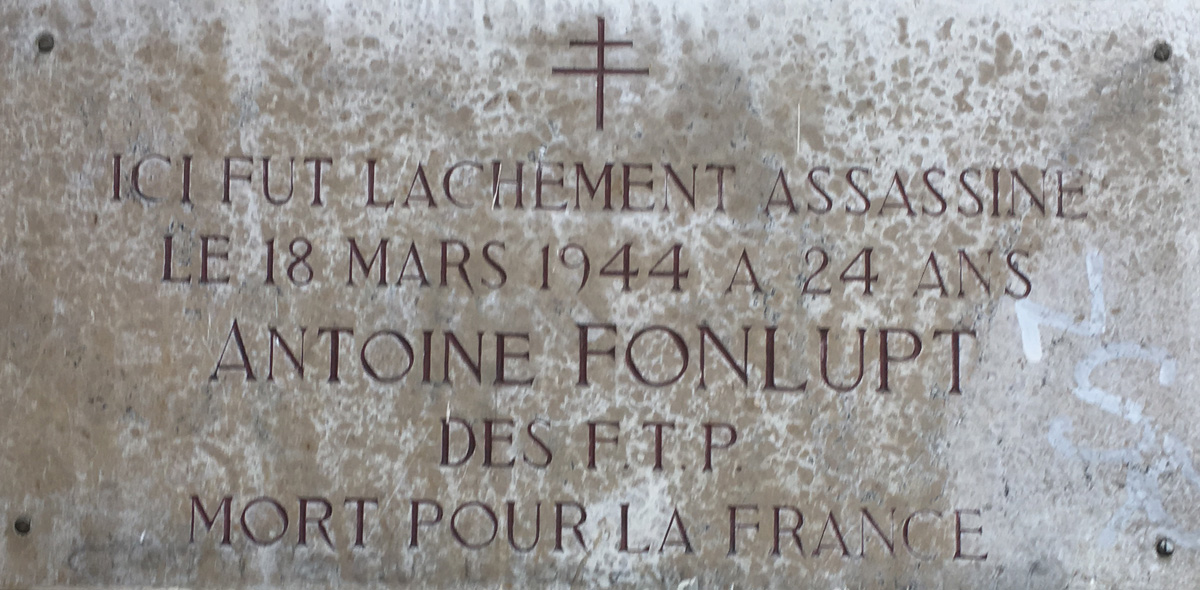 ICI FUT LACHEMENT ASSASSINE
LE 18 MARS 1944 A 24 ANS
ANTOINE FONLUPT
DES F.T.P
MORT POUR LA FRANCE